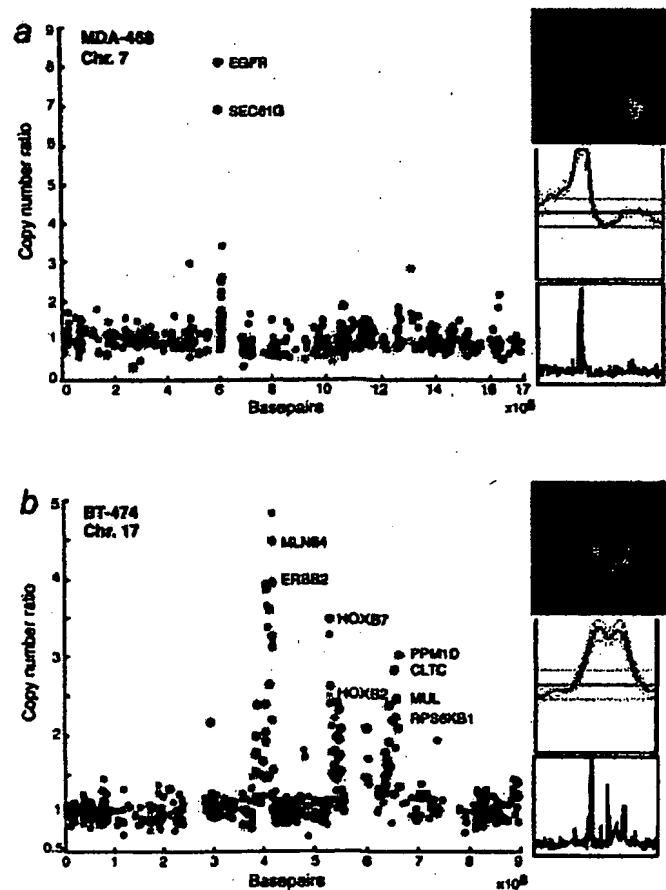 a
MDA-468
Chr. 7
9
8
7
6
5
4
3
2
1
0
EGFR
SEC61G
Copy number ratio
0 2 4 6 8 10 12 14 16 17
Basepairs
b
BT-474
Chr. 17
5
4
3
2
1
0.5
MLN64
ERBB2
HOXB7
PPM1D
CLTC
HOXB2
MUL
RPS6KB1
Copy number ratio
0 1 2 3 4 5 6 7 8 9
Basepairs